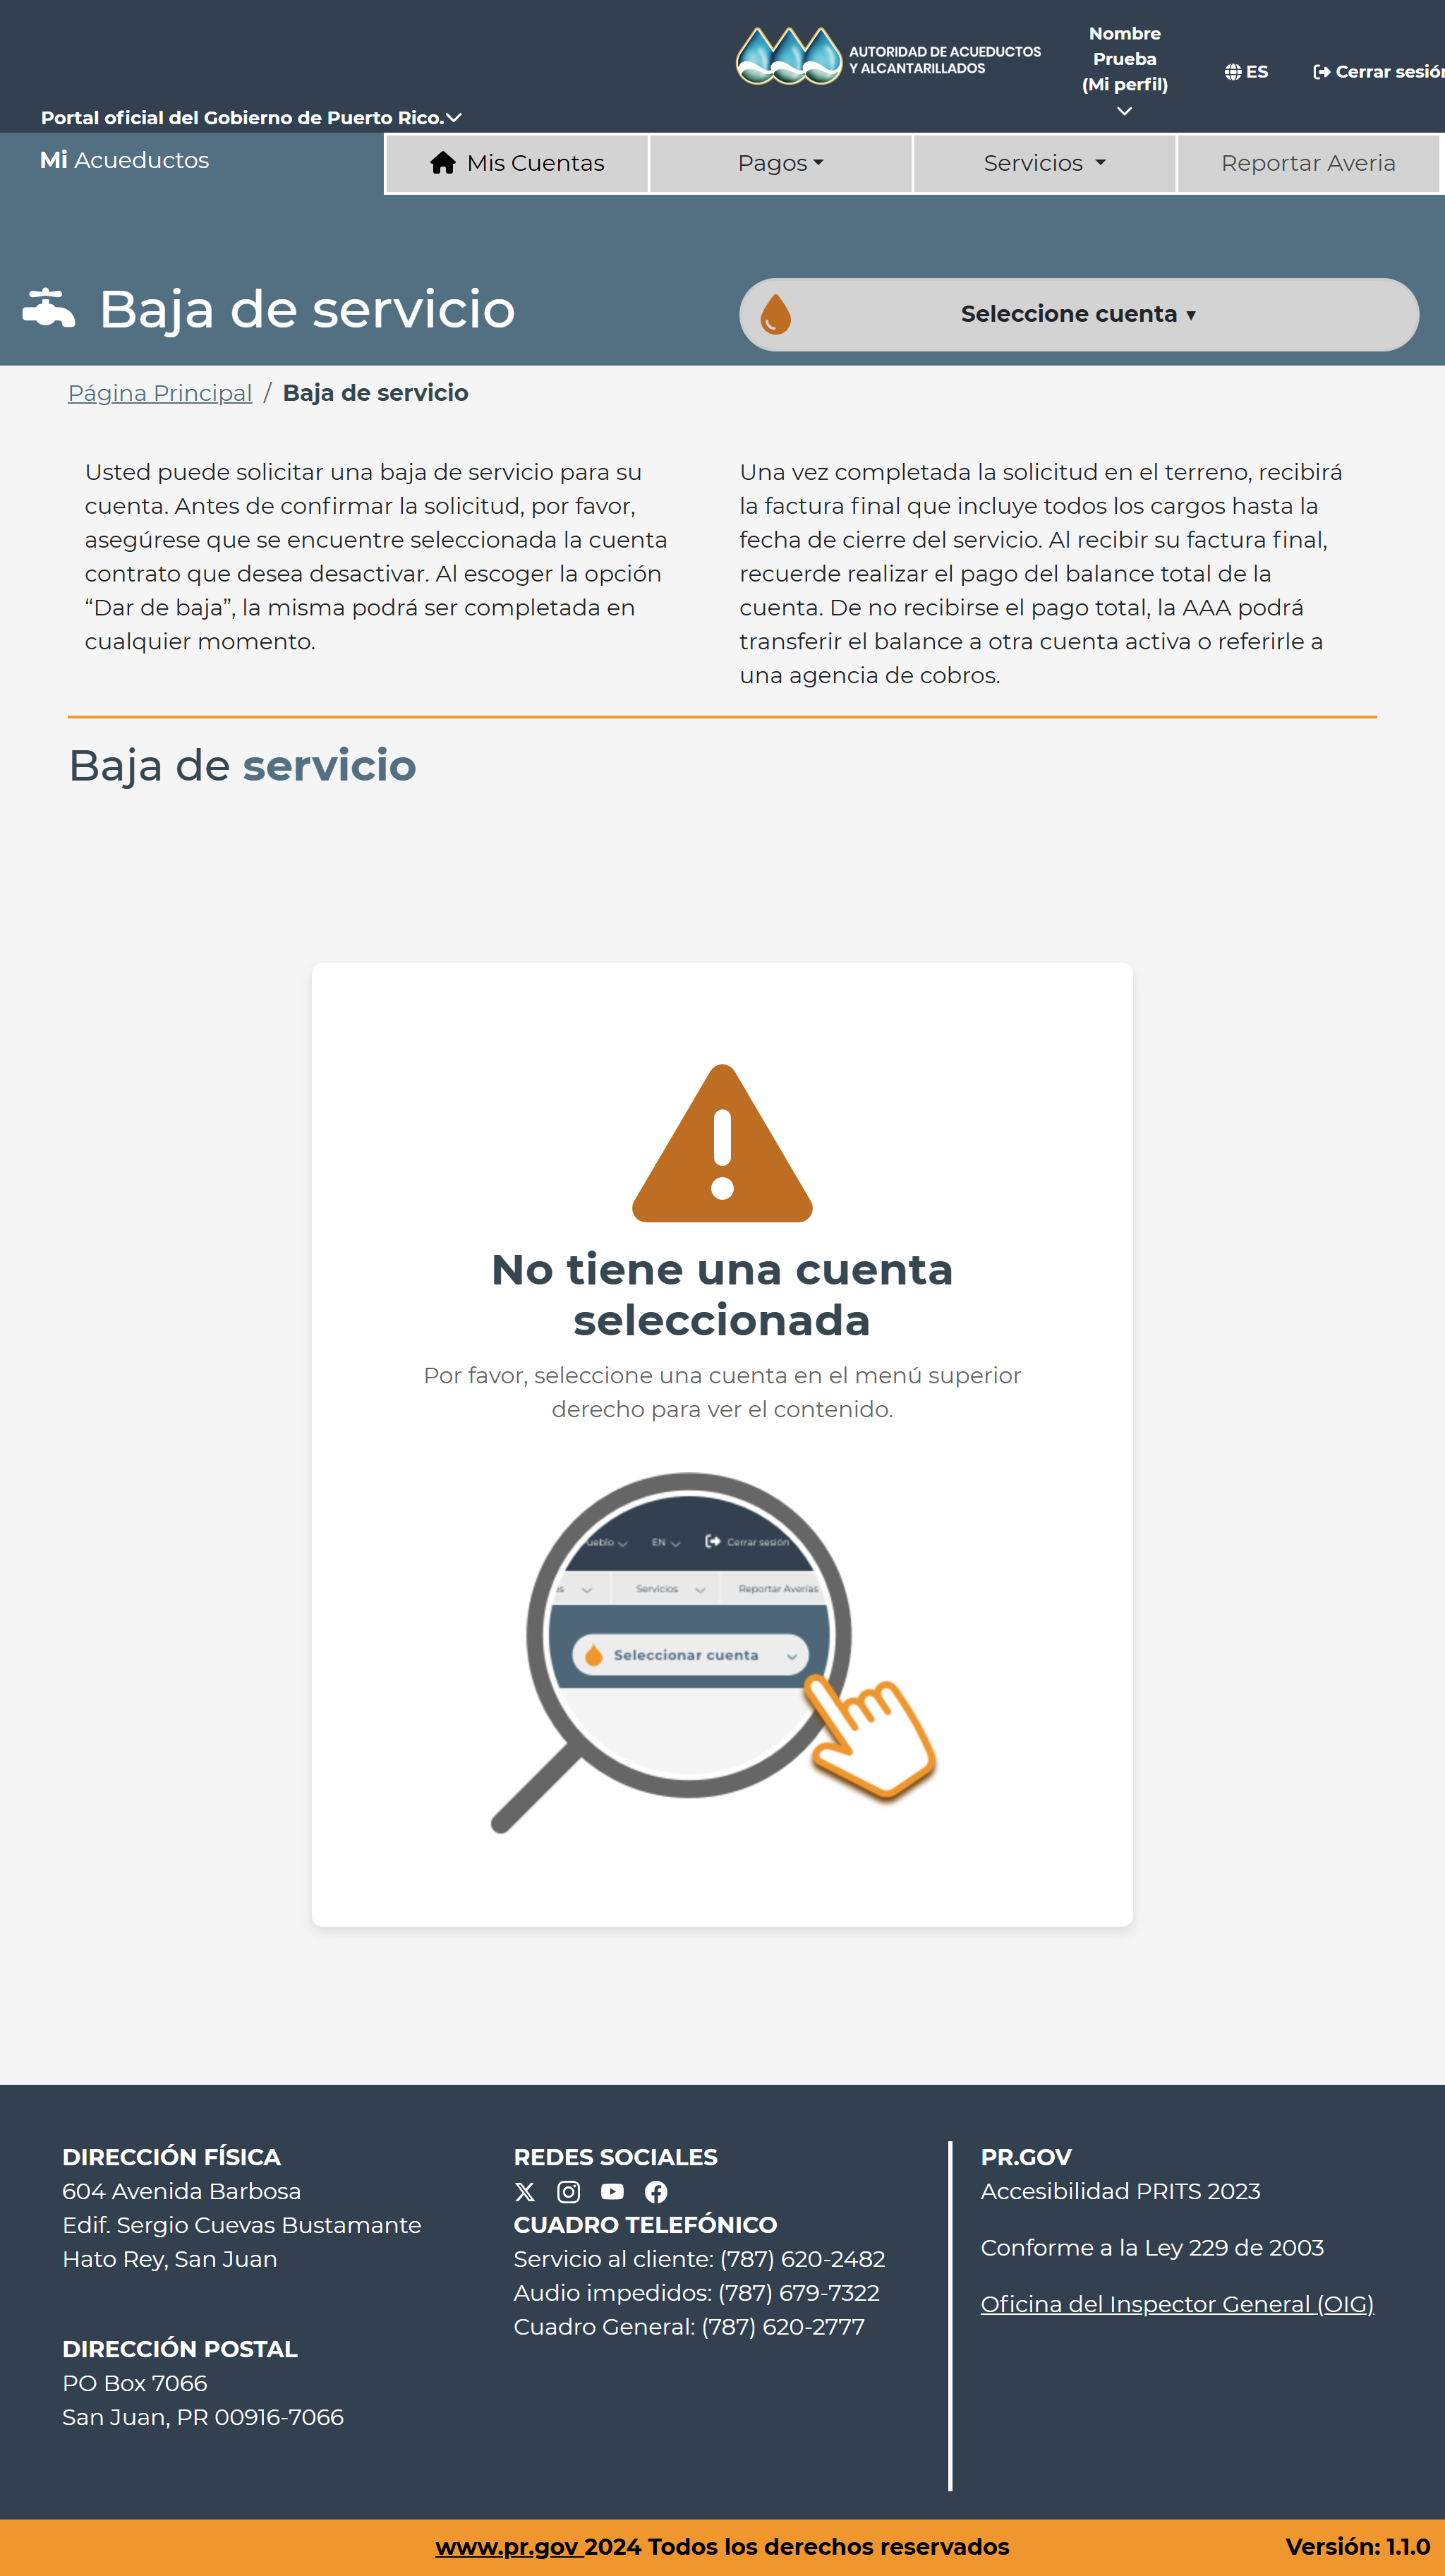 AUTORIDAD DE ACUEDUCTOS
Y ALCANTARILLADOS
Nombre
Prueba
(Mi perfil)
ES
Cerrar sesión
Portal oficial del Gobierno de Puerto Rico.
Mi Acueductos
Mis Cuentas
Pagos
Servicios
Reportar Averia
Baja de servicio
Seleccione cuenta
Página Principal / Baja de servicio
Usted puede solicitar una baja de servicio para su
cuenta. Antes de confirmar la solicitud, por favor,
asegúrese que se encuentre seleccionada la cuenta
contrato que desea desactivar. Al escoger la opción
“Dar de baja”, la misma podrá ser completada en
cualquier momento.
Una vez completada la solicitud en el terreno, recibirá
la factura final que incluye todos los cargos hasta la
fecha de cierre del servicio. Al recibir su factura final,
recuerde realizar el pago del balance total de la
cuenta. De no recibirse el pago total, la AAA podrá
transferir el balance a otra cuenta activa o referirle a
una agencia de cobros.
Baja de servicio
No tiene una cuenta
seleccionada
Por favor, seleccione una cuenta en el menú superior
derecho para ver el contenido.
ueblo
EN
Cerrar sesión
os
Servicios
Reportar Averías
Seleccionar cuenta
DIRECCIÓN FÍSICA
604 Avenida Barbosa
Edif. Sergio Cuevas Bustamante
Hato Rey, San Juan
DIRECCIÓN POSTAL
PO Box 7066
San Juan, PR 00916-7066
REDES SOCIALES
CUADRO TELEFÓNICO
Servicio al cliente: (787) 620-2482
Audio impedidos: (787) 679-7322
Cuadro General: (787) 620-2777
PR.GOV
Accesibilidad PRITS 2023
Conforme a la Ley 229 de 2003
Oficina del Inspector General (OIG)
www.pr.gov 2024 Todos los derechos reservados
Versión: 1.1.0